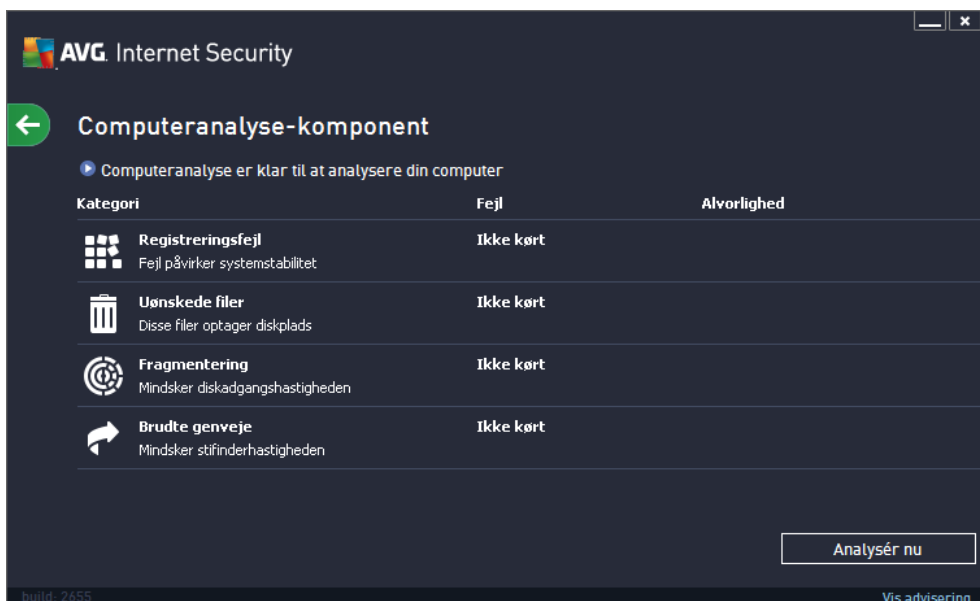 AVG. Internet Security
Computeranalyse-komponent
Computeranalyse er klar til at analysere din computer
Kategori Fejl Alvorlighed
Registreringsfejl Ikke kørt
Fejl påvirker systemstabilitet
Uønskede filer Ikke kørt
Disse filer optager diskplads
Fragmentering Ikke kørt
Mindsker diskadgangshastigheden
Brudte genveje Ikke kørt
Mindsker stifinderhastigheden
Analysér nu
build- 2655 Vis advisering